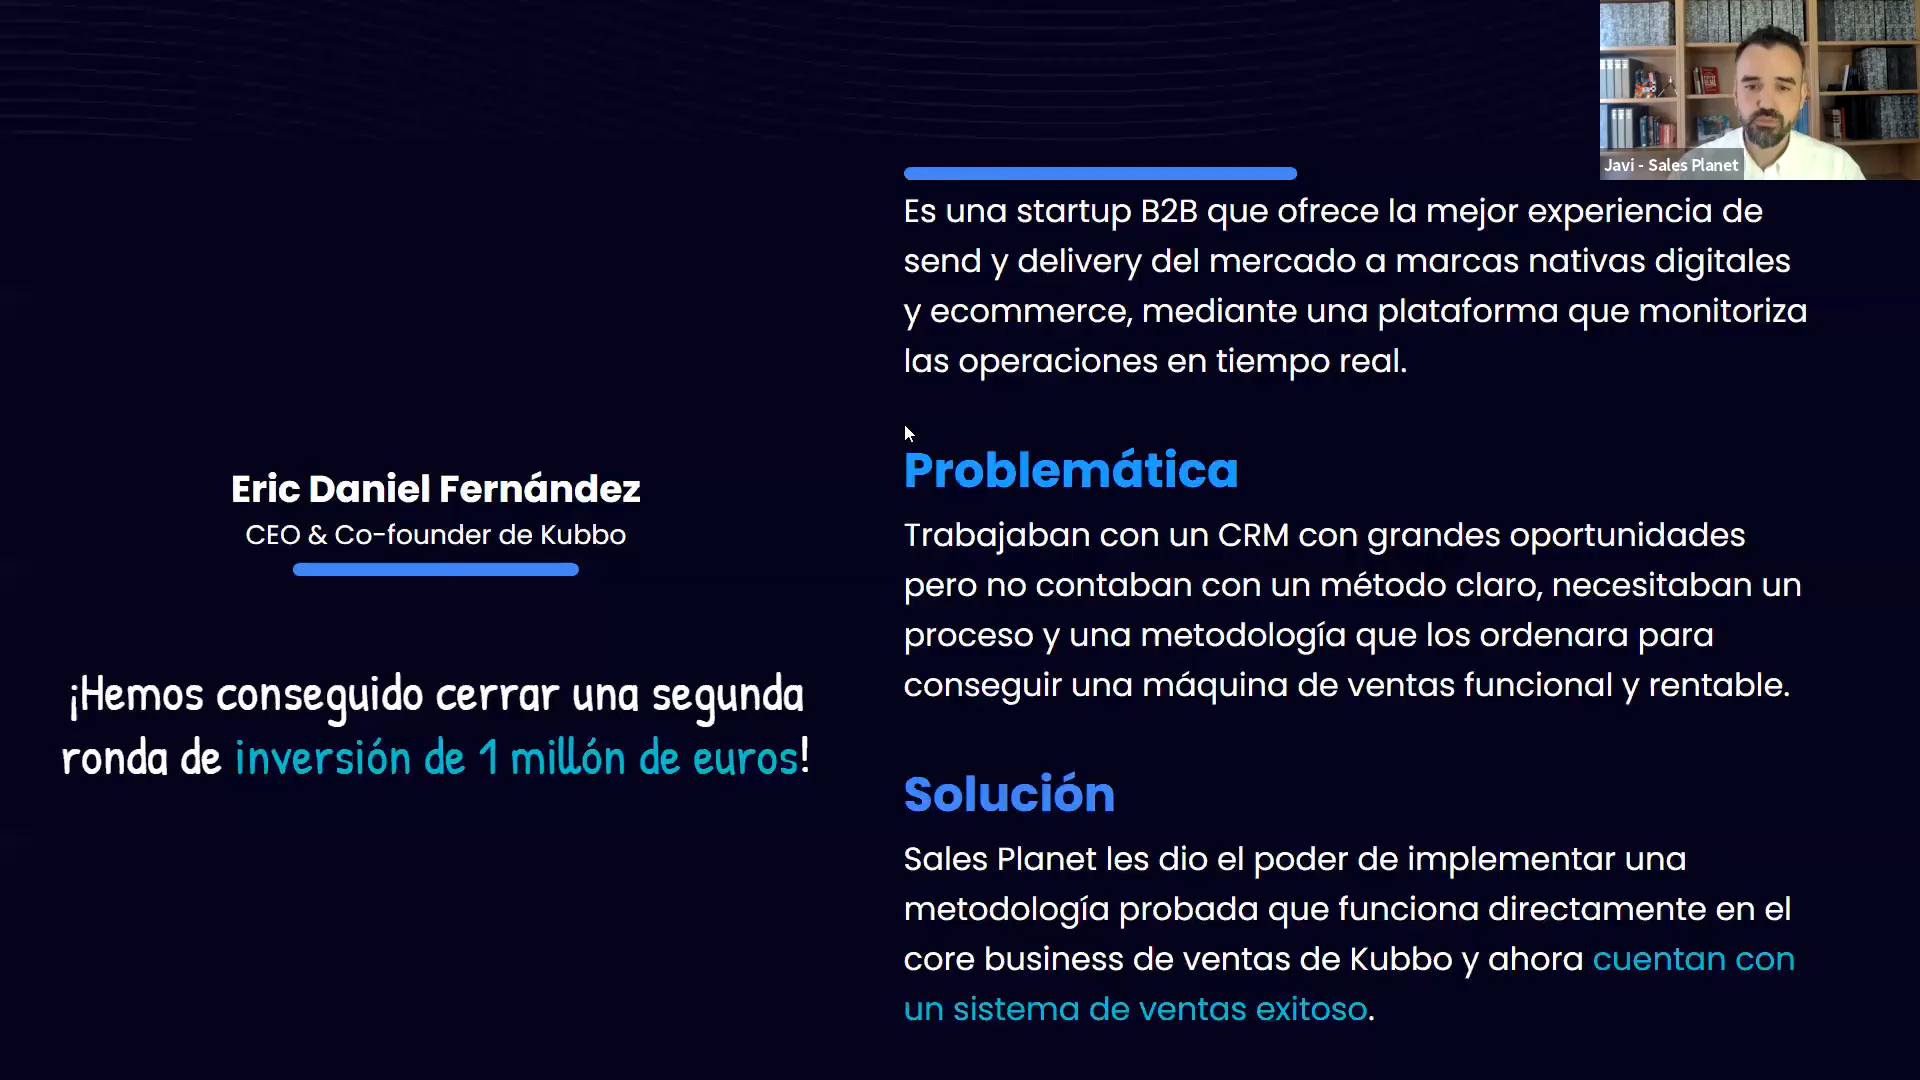 Javi - Sales Planet
Es una startup B2B que ofrece la mejor experiencia de
send y delivery del mercado a marcas nativas digitales
y ecommerce, mediante una plataforma que monitoriza
las operaciones en tiempo real.
Eric Daniel Fernández
CEO & Co-founder de Kubbo
¡Hemos conseguido cerrar una segunda
ronda de inversión de 1 millón de euros!
Problemática
Trabajaban con un CRM con grandes oportunidades
pero no contaban con un método claro, necesitaban un
proceso y una metodología que los ordenara para
conseguir una máquina de ventas funcional y rentable.
Solución
Sales Planet les dio el poder de implementar una
metodología probada que funciona directamente en el
core business de ventas de Kubbo y ahora cuentan con
un sistema de ventas exitoso.